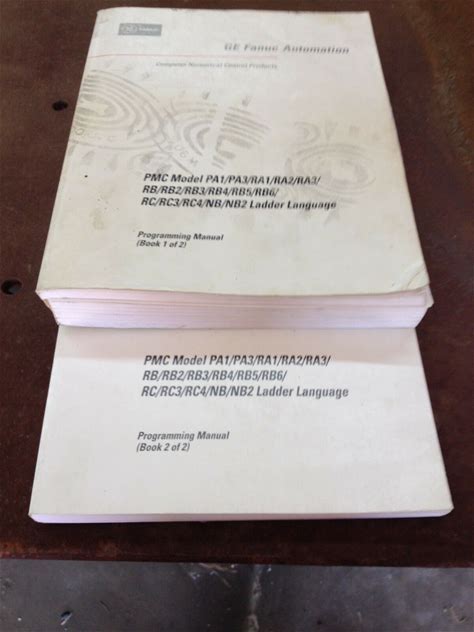 GE Fanuc Automation
Computer Numerical Control Products
PMC Model PA1/PA3/RA1/RA2/RA3/
RB/RB2/RB3/RB4/RB5/RB6/
RC/RC3/RC4/NB/NB2 Ladder Language
Programming Manual
(Book 1 of 2)
PMC Model PA1/PA3/RA1/RA2/RA3/
RB/RB2/RB3/RB4/RB5/RB6/
RC/RC3/RC4/NB/NB2 Ladder Language
Programming Manual
(Book 2 of 2)